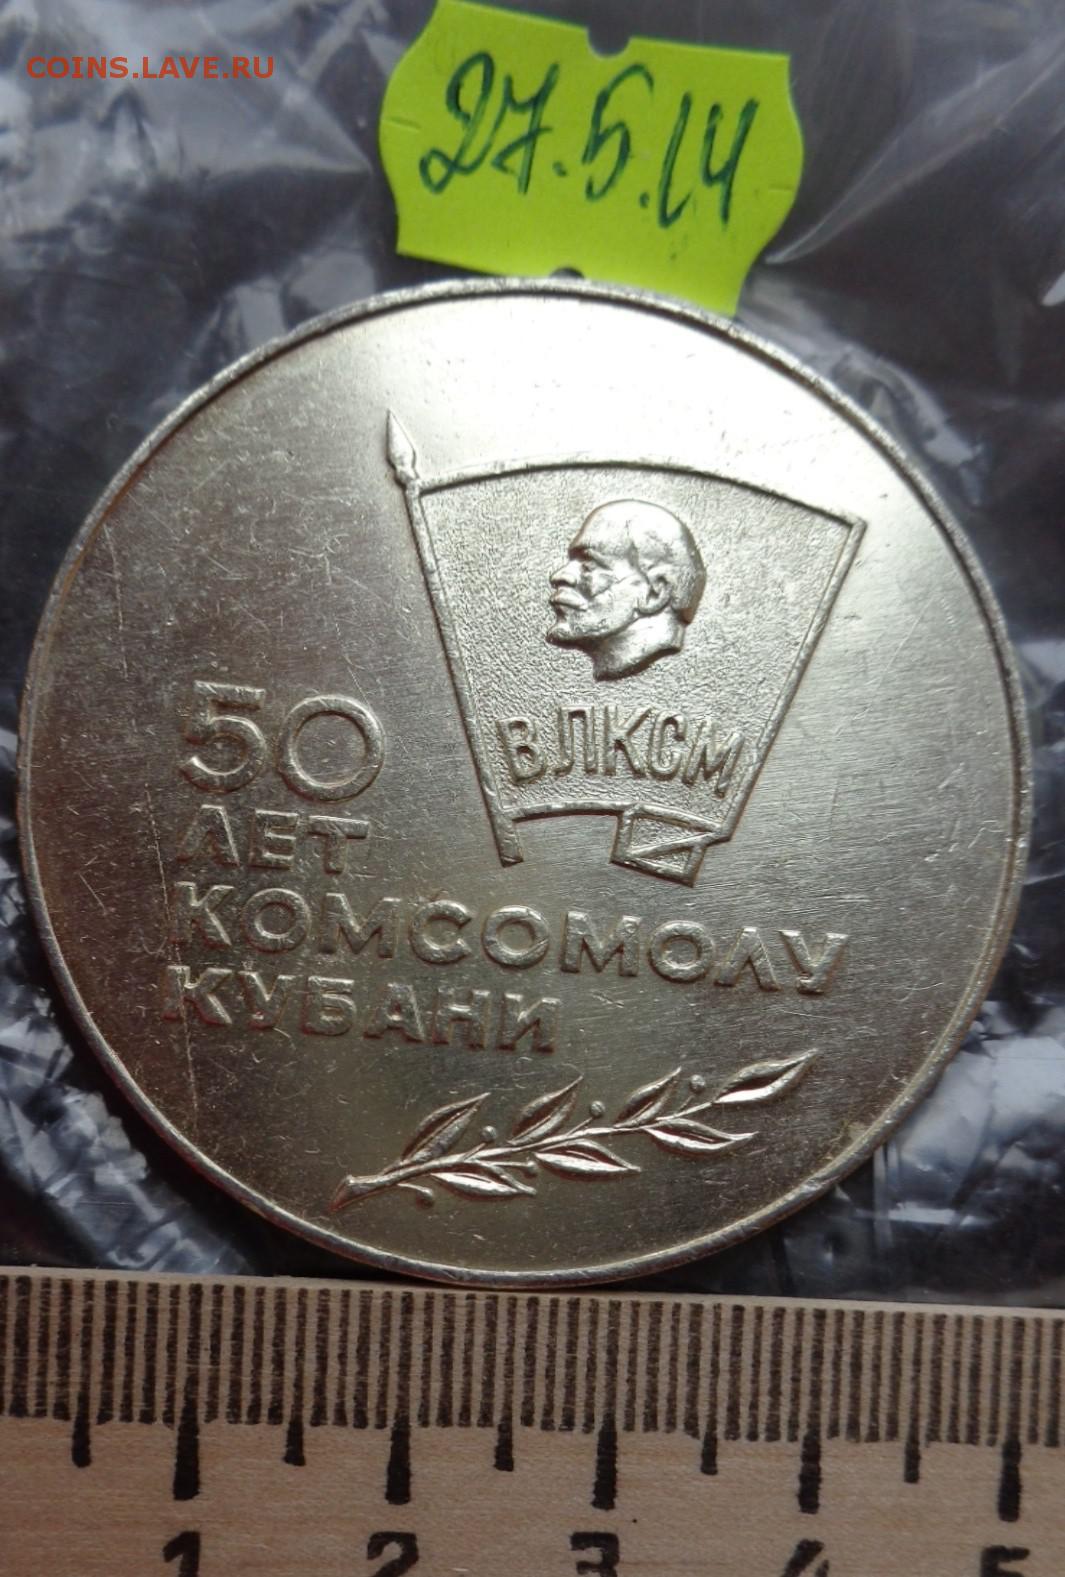 COINS.LAVE.RU
27.5.14
ВЛКСМ
50
ЛЕТ
КОМСОМОЛУ
КУБАНИ
1 2 3 4 5